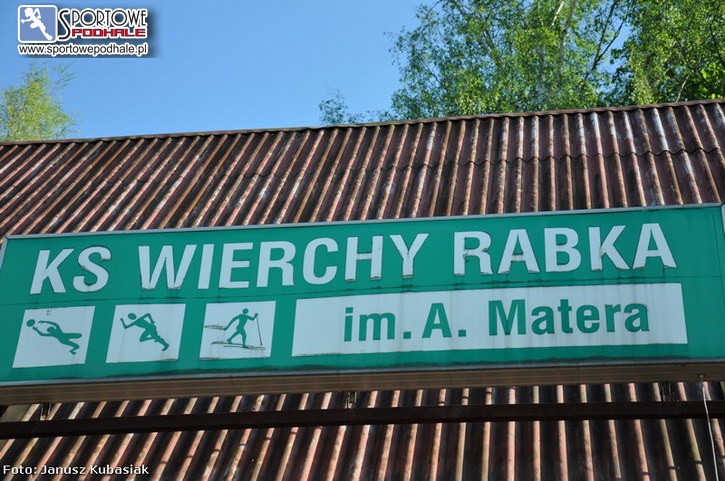 SPORTOWE
PODHALE
www.sportowepodhale.pl
KS WIERCHY RABKA
im. A. Matera
Foto: Janusz Kubasiak